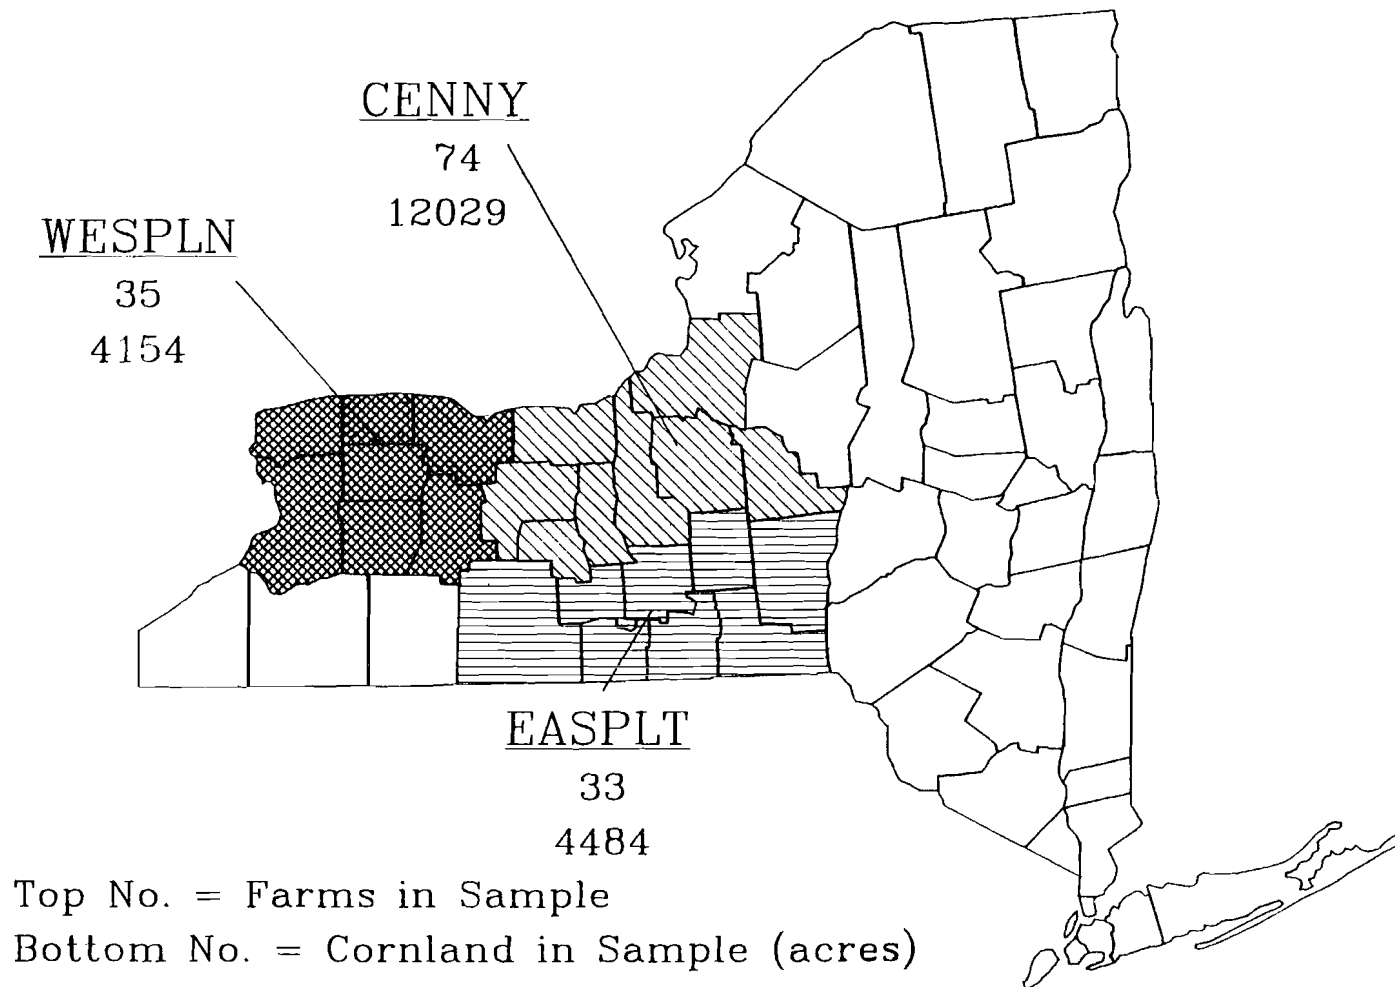 CENNY
74
12029
WESPLN
35
4154
EASPLT
33
4484
Top No. = Farms in Sample
Bottom No. = Cornland in Sample (acres)